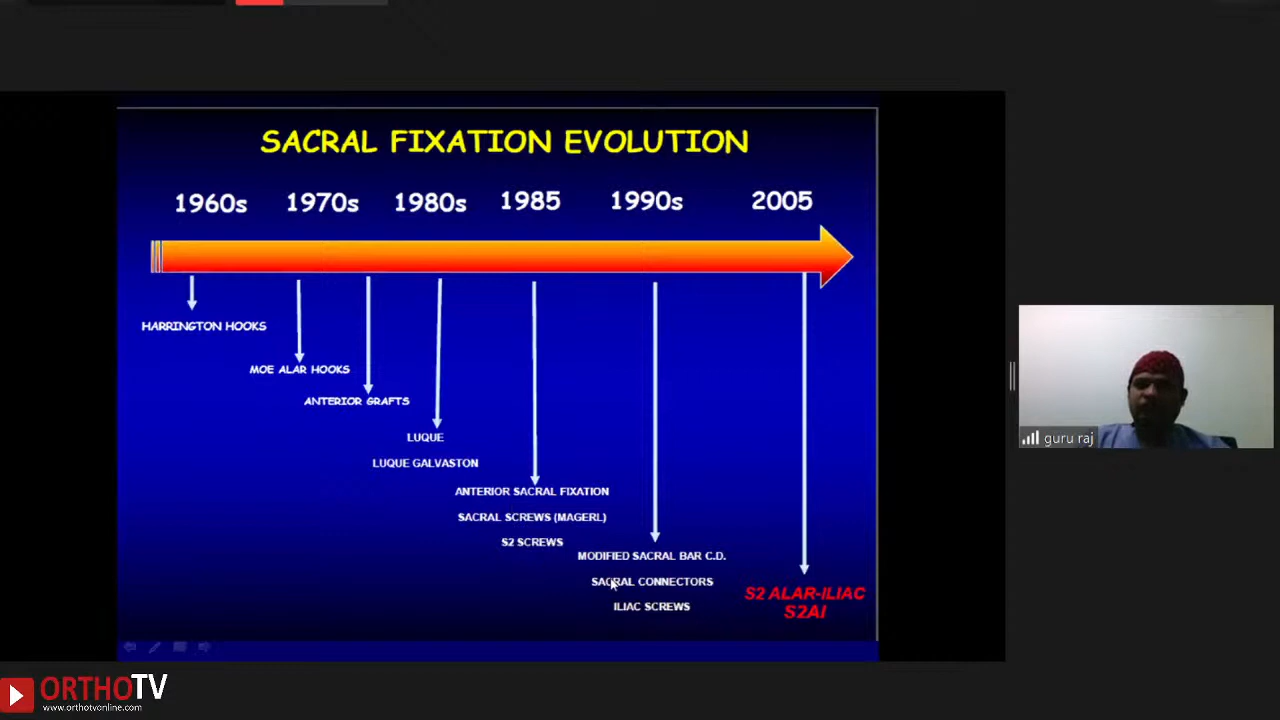 SACRAL FIXATION EVOLUTION
1960s 1970s 1980s 1985 1990s 2005
HARRINGTON HOOKS
MOE ALAR HOOKS
ANTERIOR GRAFTS
LUQUE
LUQUE GALVASTON
ANTERIOR SACRAL FIXATION
SACRAL SCREWS (MAGERL)
S2 SCREWS
MODIFIED SACRAL BAR C.D.
SACRAL CONNECTORS
ILIAC SCREWS
S2 ALAR-ILIAC
S2AI
guru raj
ORTHOTV
www.orthotvonline.com